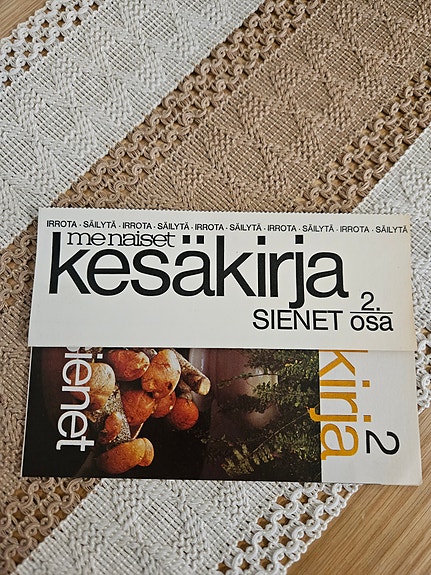 IRROTA · SÄILYTÄ · IRROTA · SÄILYTÄ · IRROTA · SÄILYTÄ · IRROTA · SÄILYTÄ · IRROTA · SÄILYTÄ
me naiset
kesäkirja
SIENET 2. osa
sienet
kirja
2